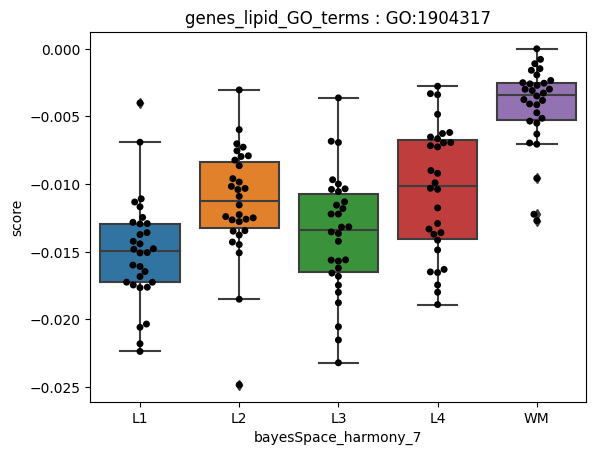 genes_lipid_GO_terms : GO:1904317
0.000
−0.005
−0.010
−0.015
−0.020
−0.025
score
L1 L2 L3 L4 WM
bayesSpace_harmony_7